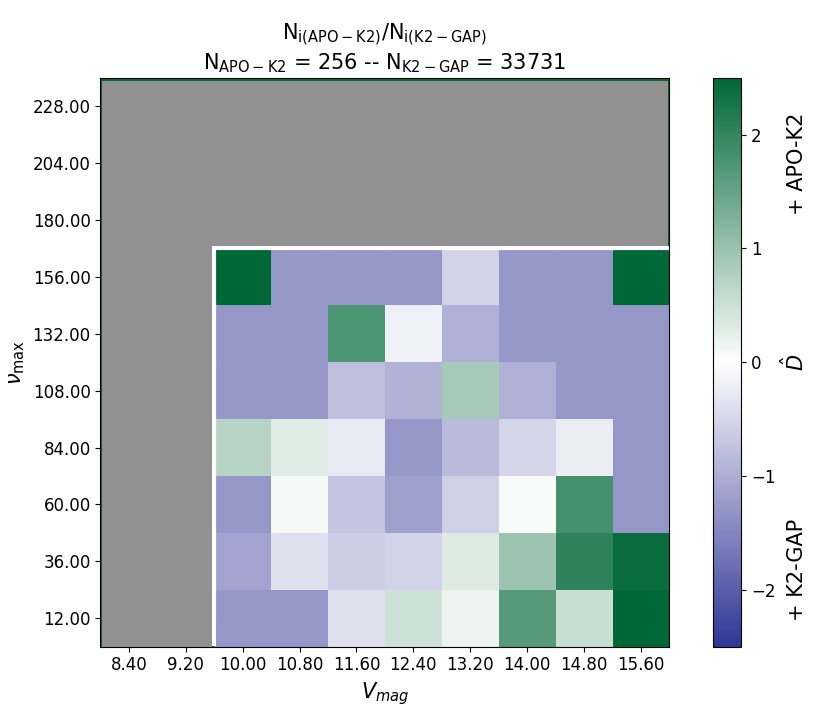 N_i(APO−K2)/N_i(K2−GAP)
N_APO−K2 = 256 -- N_K2−GAP = 33731
228.00
204.00
180.00
156.00
132.00
108.00
84.00
60.00
36.00
12.00
ν_max
8.40 9.20 10.00 10.80 11.60 12.40 13.20 14.00 14.80 15.60
V_mag
2
1
0
−1
−2
+ APO-K2
D̂
+ K2-GAP